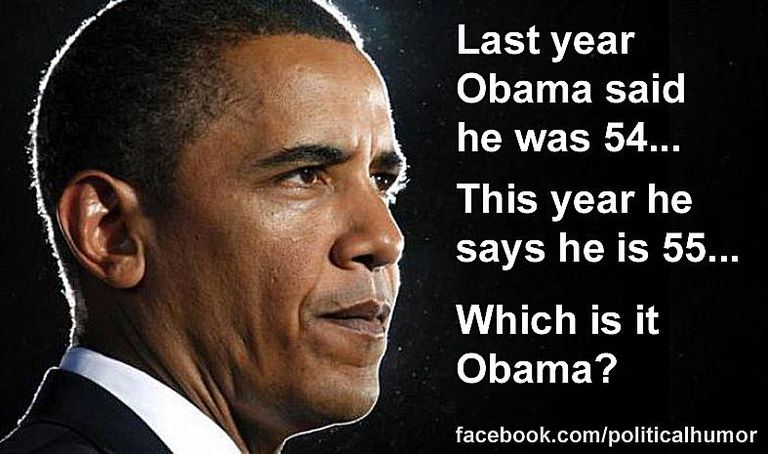 Last year
Obama said
he was 54...
This year he
says he is 55...
Which is it
Obama?
facebook.com/politicalhumor